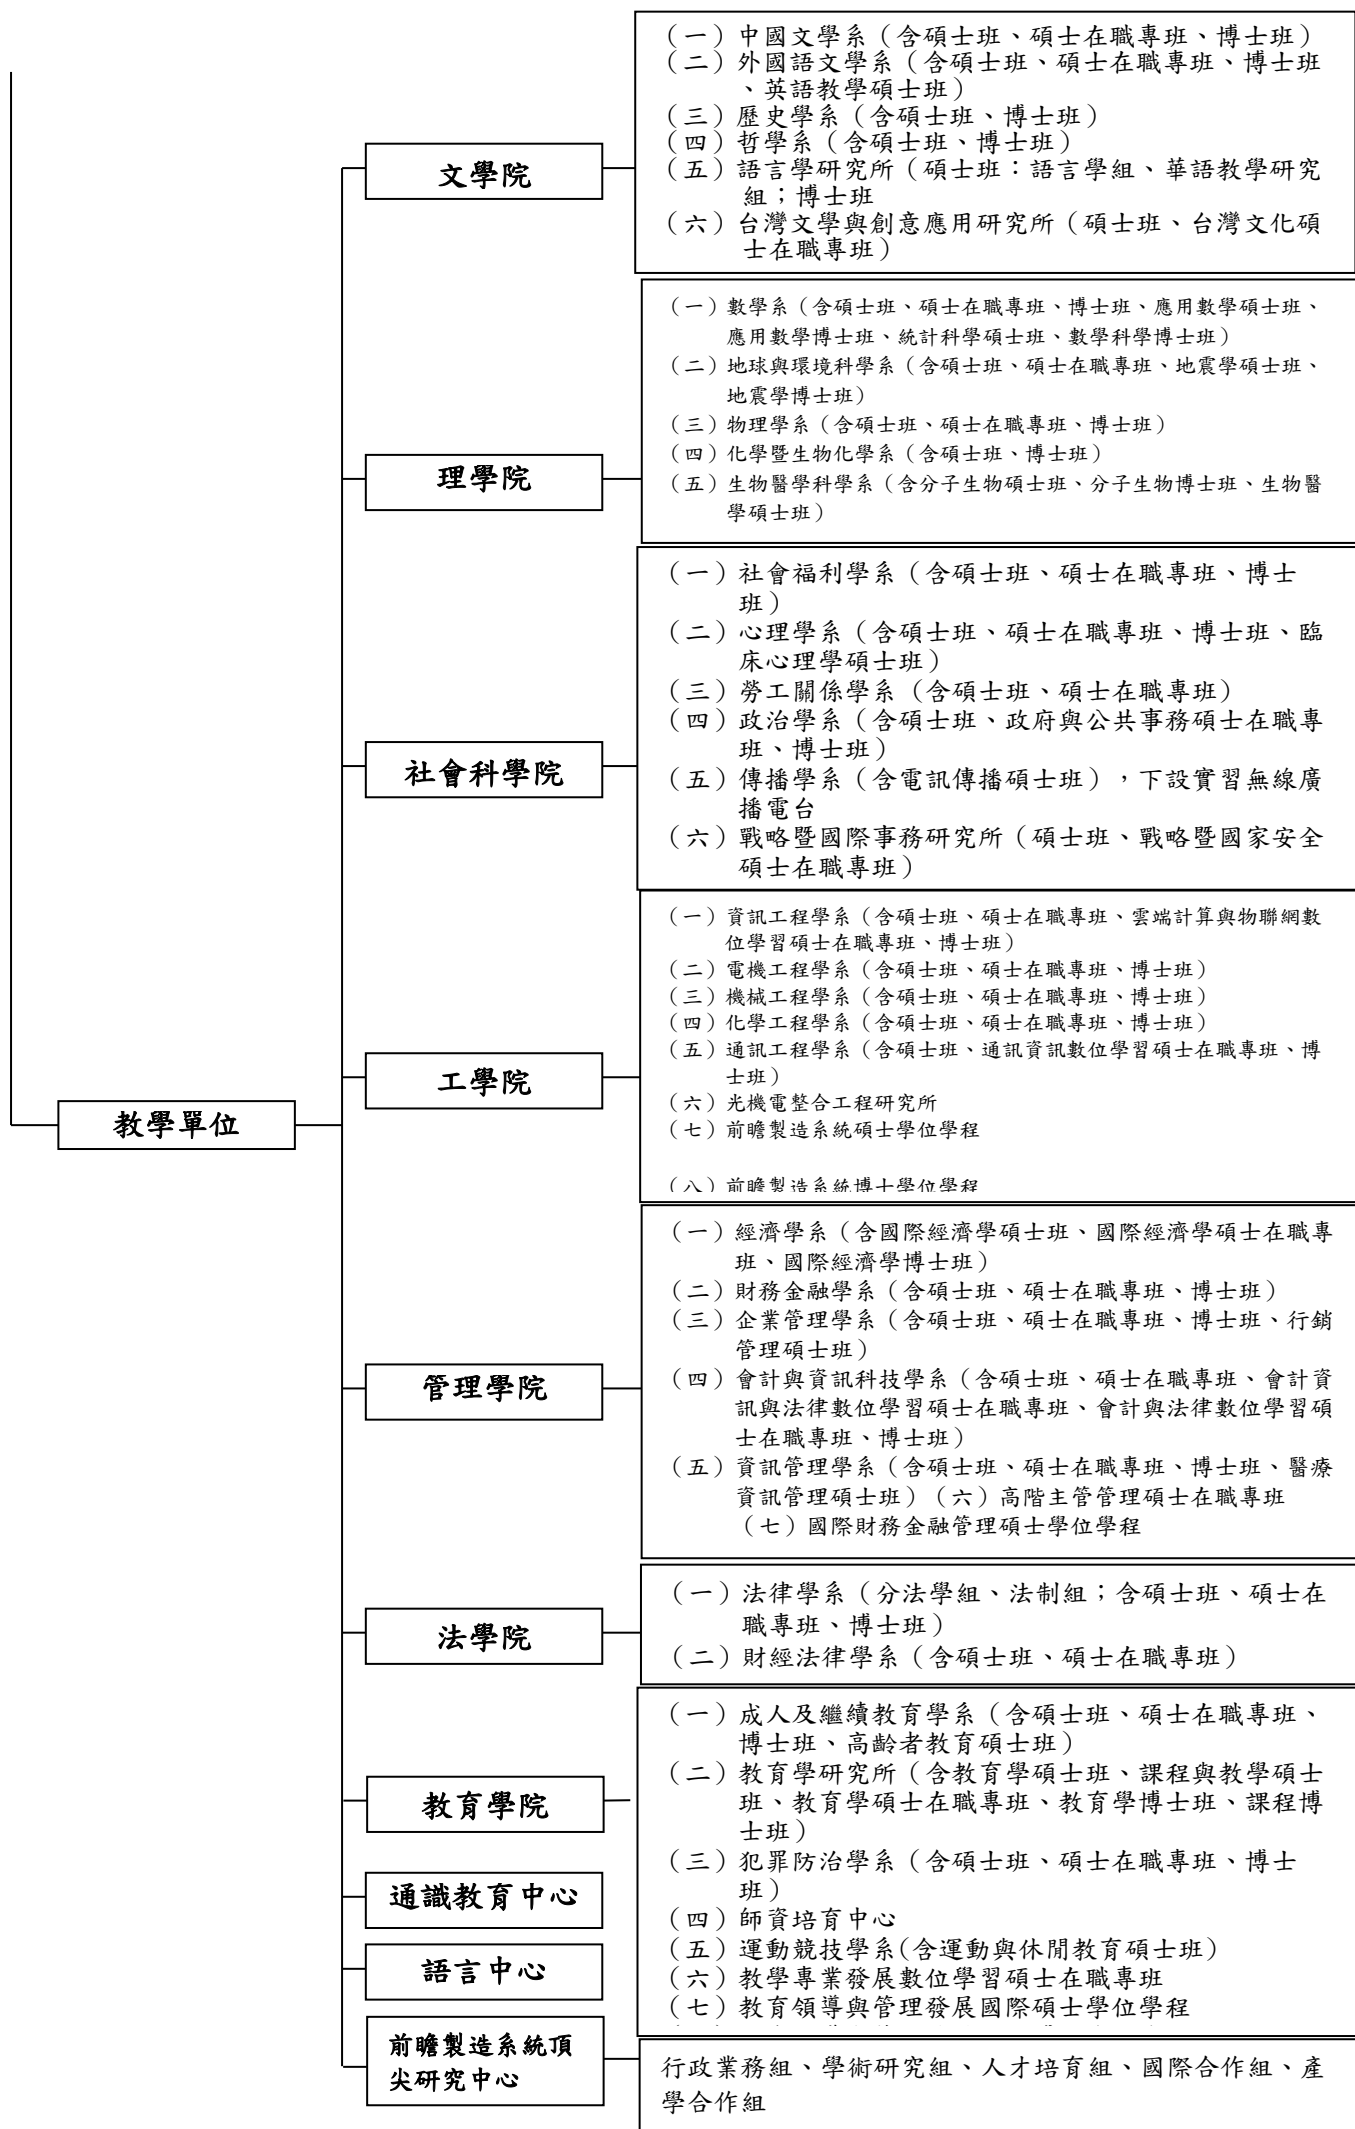 教學單位
文學院
（一）中國文學系（含碩士班、碩士在職專班、博士班）
（二）外國語文學系（含碩士班、碩士在職專班、博士班
、英語教學碩士班）
（三）歷史學系（含碩士班、博士班）
（四）哲學系（含碩士班、博士班）
（五）語言學研究所（碩士班：語言學組、華語教學研究
組；博士班
（六）台灣文學與創意應用研究所（碩士班、台灣文化碩
士在職專班）
理學院
（一）數學系（含碩士班、碩士在職專班、博士班、應用數學碩士班、
應用數學博士班、統計科學碩士班、數學科學博士班）
（二）地球與環境科學系（含碩士班、碩士在職專班、地震學碩士班、
地震學博士班）
（三）物理學系（含碩士班、碩士在職專班、博士班）
（四）化學暨生物化學系（含碩士班、博士班）
（五）生物醫學科學系（含分子生物碩士班、分子生物博士班、生物醫
學碩士班）
社會科學院
（一）社會福利學系（含碩士班、碩士在職專班、博士
班）
（二）心理學系（含碩士班、碩士在職專班、博士班、臨
床心理學碩士班）
（三）勞工關係學系（含碩士班、碩士在職專班）
（四）政治學系（含碩士班、政府與公共事務碩士在職專
班、博士班）
（五）傳播學系（含電訊傳播碩士班），下設實習無線廣
播電台
（六）戰略暨國際事務研究所（碩士班、戰略暨國家安全
碩士在職專班）
工學院
（一）資訊工程學系（含碩士班、碩士在職專班、雲端計算與物聯網數
位學習碩士在職專班、博士班）
（二）電機工程學系（含碩士班、碩士在職專班、博士班）
（三）機械工程學系（含碩士班、碩士在職專班、博士班）
（四）化學工程學系（含碩士班、碩士在職專班、博士班）
（五）通訊工程學系（含碩士班、通訊資訊數位學習碩士在職專班、博
士班）
（六）光機電整合工程研究所
（七）前瞻製造系統碩士學位學程
（八）前瞻製造系統博士學位學程
管理學院
（一）經濟學系（含國際經濟學碩士班、國際經濟學碩士在職專
班、國際經濟學博士班）
（二）財務金融學系（含碩士班、碩士在職專班、博士班）
（三）企業管理學系（含碩士班、碩士在職專班、博士班、行銷
管理碩士班）
（四）會計與資訊科技學系（含碩士班、碩士在職專班、會計資
訊與法律數位學習碩士在職專班、會計與法律數位學習碩
士在職專班、博士班）
（五）資訊管理學系（含碩士班、碩士在職專班、博士班、醫療
資訊管理碩士班）（六）高階主管管理碩士在職專班
（七）國際財務金融管理碩士學位學程
法學院
（一）法律學系（分法學組、法制組；含碩士班、碩士在
職專班、博士班）
（二）財經法律學系（含碩士班、碩士在職專班）
教育學院
（一）成人及繼續教育學系（含碩士班、碩士在職專班、
博士班、高齡者教育碩士班）
（二）教育學研究所（含教育學碩士班、課程與教學碩士
班、教育學碩士在職專班、教育學博士班、課程博
士班）
（三）犯罪防治學系（含碩士班、碩士在職專班、博士
班）
（四）師資培育中心
（五）運動競技學系(含運動與休閒教育碩士班）
（六）教學專業發展數位學習碩士在職專班
（七）教育領導與管理發展國際碩士學位學程
通識教育中心
語言中心
前瞻製造系統頂
尖研究中心
行政業務組、學術研究組、人才培育組、國際合作組、產
學合作組